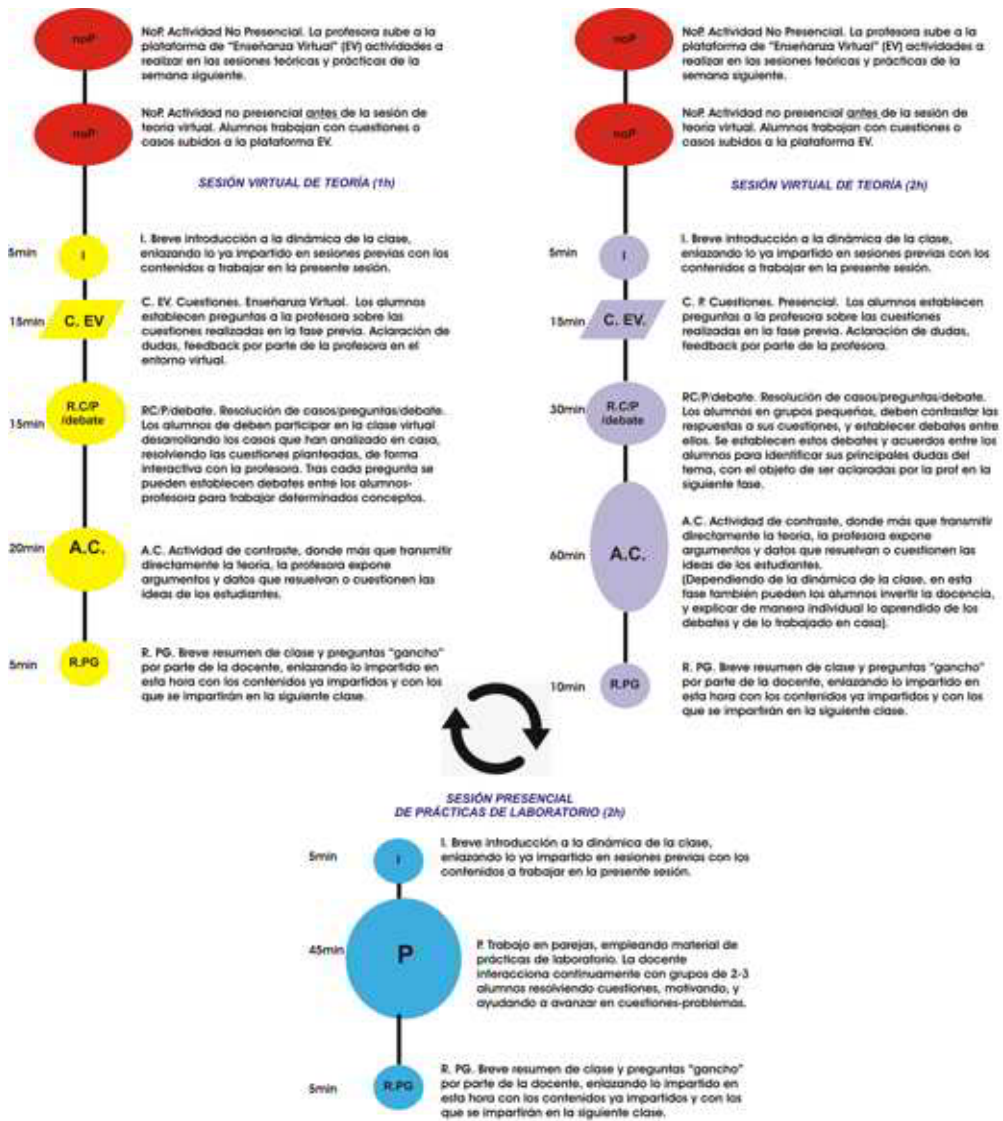 noP.
NoP. Actividad No Presencial. La profesora sube a la
plataforma de "Enseñanza Virtual" (EV) actividades a
realizar en las sesiones teóricas y prácticas de la
semana siguiente.
noP.
NoP. Actividad no presencial antes de la sesión de
teoría virtual. Alumnos trabajan con cuestiones o
casos subidos a la plataforma EV.
SESIÓN VIRTUAL DE TEORÍA (1h)
5min
I
I. Breve introducción a la dinámica de la clase,
enlazando lo ya impartido en sesiones previas con los
contenidos a trabajar en la presente sesión.
15min
C. EV
C. EV. Cuestiones. Enseñanza Virtual. Los alumnos
establecen preguntas a la profesora sobre las
cuestiones realizadas en la fase previa. Aclaración de
dudas, feedback por parte de la profesora en el
entorno virtual.
15min
R.C/P
/debate
RC/P/debate. Resolución de casos/preguntas/debate.
Los alumnos de deben participar en la clase virtual
desarrollando los casos que han analizado en casa,
resolviendo las cuestiones planteadas, de forma
interactiva con la profesora. Tras cada pregunta se
pueden establecen debates entre los alumnos-
profesora para trabajar determinados conceptos.
20min
A.C.
A.C. Actividad de contraste, donde más que transmitir
directamente la teoría, la profesora expone
argumentos y datos que resuelvan o cuestionen las
ideas de los estudiantes.
5min
R.PG
R. PG. Breve resumen de clase y preguntas "gancho"
por parte de la docente, enlazando lo impartido en
esta hora con los contenidos ya impartidos y con los
que se impartirán en la siguiente clase.
noP.
NoP. Actividad No Presencial. La profesora sube a la
plataforma de "Enseñanza Virtual" (EV) actividades a
realizar en las sesiones teóricas y prácticas de la
semana siguiente.
noP.
NoP. Actividad no presencial antes de la sesión de
teoría virtual. Alumnos trabajan con cuestiones o
casos subidos a la plataforma EV.
SESIÓN VIRTUAL DE TEORÍA (2h)
5min
I
I. Breve introducción a la dinámica de la clase,
enlazando lo ya impartido en sesiones previas con los
contenidos a trabajar en la presente sesión.
15min
C. EV.
C. P. Cuestiones. Presencial. Los alumnos establecen
preguntas a la profesora sobre las cuestiones
realizadas en la fase previa. Aclaración de dudas,
feedback por parte de la profesora.
30min
R.C/P
/debate
RC/P/debate. Resolución de casos/preguntas/debate.
Los alumnos en grupos pequeños, deben contrastar las
respuestas a sus cuestiones, y establecer debates entre
ellos. Se establecen estos debates y acuerdos entre los
alumnos para identificar sus principales dudas del
tema, con el objeto de ser aclaradas por la prof en la
siguiente fase.
60min
A.C.
A.C. Actividad de contraste, donde más que transmitir
directamente la teoría, la profesora expone
argumentos y datos que resuelvan o cuestionen las
ideas de los estudiantes.
(Dependiendo de la dinámica de la clase, en esta
fase también pueden los alumnos invertir la docencia,
y explicar de manera individual lo aprendido de los
debates y de lo trabajado en casa).
10min
R.PG
R. PG. Breve resumen de clase y preguntas "gancho"
por parte de la docente, enlazando lo impartido en
esta hora con los contenidos ya impartidos y con los
que se impartirán en la siguiente clase.
SESIÓN PRESENCIAL
DE PRÁCTICAS DE LABORATORIO (2h)
5min
I
I. Breve introducción a la dinámica de la clase,
enlazando lo ya impartido en sesiones previas con los
contenidos a trabajar en la presente sesión.
45min
P
P. Trabajo en parejas, empleando material de
prácticas de laboratorio. La docente
interacciona continuamente con grupos de 2-3
alumnos resolviendo cuestiones, motivando, y
ayudando a avanzar en cuestiones-problemas.
5min
R.PG
R. PG. Breve resumen de clase y preguntas "gancho"
por parte de la docente, enlazando lo impartido en
esta hora con los contenidos ya impartidos y con los
que se impartirán en la siguiente clase.